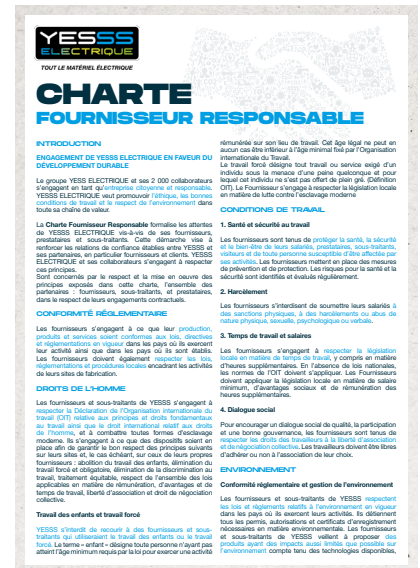 YESSS
ELECTRIQUE
TOUT LE MATÉRIEL ÉLECTRIQUE
CHARTE
FOURNISSEUR RESPONSABLE
INTRODUCTION
ENGAGEMENT DE YESSS ELECTRIQUE EN FAVEUR DU
DÉVELOPPEMENT DURABLE
Le groupe YESS ELECTRIQUE et ses 2 000 collaborateurs
s'engagent en tant qu'entreprise citoyenne et responsable.
YESSS ELECTRIQUE veut promouvoir l'éthique, les bonnes
conditions de travail et le respect de l'environnement dans
toute sa chaîne de valeur.
La Charte Fournisseur Responsable formalise les attentes
de YESSS ELECTRIQUE vis-à-vis de ses fournisseurs,
prestataires et sous-traitants. Cette démarche vise à
renforcer les relations de confiance établies entre YESSS et
ses partenaires, en particulier fournisseurs et clients. YESSS
ELECTRIQUE et ses collaborateurs s'engagent à respecter
ces principes.
Sont concernés par le respect et la mise en oeuvre des
principes exposés dans cette charte, l'ensemble des
partenaires : fournisseurs, sous-traitants, et prestataires,
dans le respect de leurs engagements contractuels.
CONFORMITÉ RÉGLEMENTAIRE
Les fournisseurs s'engagent à ce que leur production,
produits et services soient conformes aux lois, directives
et réglementations en vigueur dans les pays où ils exercent
leur activité ainsi que dans les pays où ils sont établis.
Les fournisseurs doivent également respecter les lois,
réglementations et procédures locales encadrant les activités
de leurs sites de fabrication.
DROITS DE L'HOMME
Les fournisseurs et sous-traitants de YESSS s'engagent à
respecter la Déclaration de l'Organisation internationale du
travail (OIT) relative aux principes et droits fondamentaux
au travail ainsi que le droit international relatif aux droits
de l'homme, et à combattre toutes formes d'esclavage
moderne. Ils s'engagent à ce que des dispositifs soient en
place afin de garantir le bon respect des principes suivants
sur leurs sites et, le cas échéant, sur ceux de leurs propres
fournisseurs : abolition du travail des enfants, élimination du
travail forcé et obligatoire, élimination de la discrimination au
travail, traitement équitable, respect de l'ensemble des lois
applicables en matière de rémunération, d'avantages et de
temps de travail, liberté d'association et droit de négociation
collective.
Travail des enfants et travail forcé
YESSS s'interdit de recourir à des fournisseurs et sous-
traitants qui utiliseraient le travail des enfants ou le travail
forcé. Le terme « enfant » désigne toute personne n'ayant pas
atteint l'âge minimum requis par la loi pour exercer une activité
rémunérée sur son lieu de travail. Cet âge légal ne peut en
aucun cas être inférieur à l'âge minimal fixé par l'Organisation
internationale du Travail.
Le travail forcé désigne tout travail ou service exigé d'un
individu sous la menace d'une peine quelconque et pour
lequel cet individu ne s'est pas offert de plein gré, (Définition
OIT). Le Fournisseur s'engage à respecter la législation locale
en matière de lutte contre l'esclavage moderne
CONDITIONS DE TRAVAIL
1. Santé et sécurité au travail
Les fournisseurs sont tenus de protéger la santé, la sécurité
et le bien-être de leurs salariés, prestataires, sous-traitants,
visiteurs et de toute personne susceptible d'être affectée par
ses activités. Les fournisseurs mettent en place des mesures
de prévention et de protection. Les risques pour la santé et la
sécurité sont identifiés et évalués régulièrement.
2. Harcèlement
Les fournisseurs s'interdisent de soumettre leurs salariés à
des sanctions physiques, à des harcèlements ou abus de
nature physique, sexuelle, psychologique ou verbale.
3. Temps de travail et salaires
Les fournisseurs s'engagent à respecter la législation
locale en matière de temps de travail, y compris en matière
d'heures supplémentaires. En l'absence de lois nationales,
les normes de l'OIT doivent s'appliquer. Les Fournisseurs
doivent appliquer la législation locale en matière de salaire
minimum, d'avantages sociaux et de rémunération des
heures supplémentaires.
4. Dialogue social
Pour encourager un dialogue social de qualité, la participation
et une bonne gouvernance, les fournisseurs sont tenus de
respecter les droits des travailleurs à la liberté d'association
et de négociation collective. Les travailleurs doivent être libres
d'adhérer ou non à l'association de leur choix.
ENVIRONNEMENT
Conformité réglementaire et gestion de l'environnement
Les fournisseurs et sous-traitants de YESSS respectent
les lois et règlements relatifs à l'environnement en vigueur
dans les pays où ils exercent leurs activités. Ils détiennent
tous les permis, autorisations et certificats d'enregistrement
nécessaires en matière environnementale. Les fournisseurs
et sous-traitants de YESSS veillent à proposer des
produits ayant des impacts aussi limités que possible sur
l'environnement compte tenu des technologies disponibles,